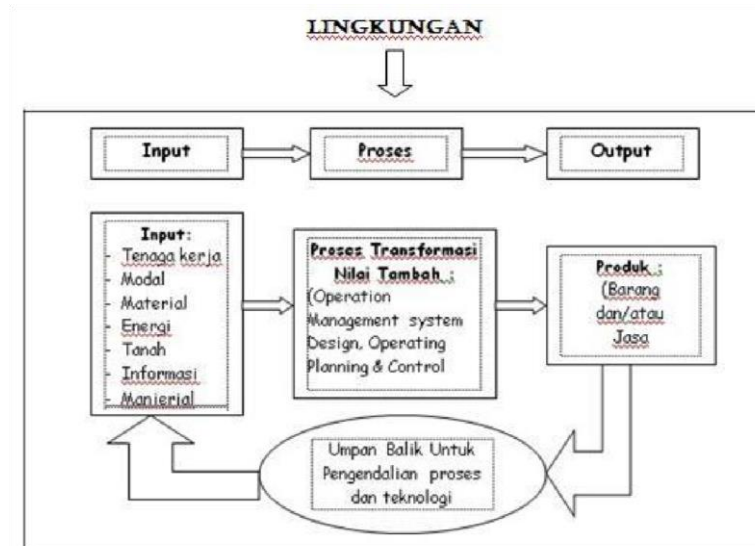 LINGKUNGAN
Input
Proses
Output
Input:
- Tenaga kerja
- Modal
- Material
- Energi
- Tanah
- Informasi
- Manierial
Proses Transformasi
Nilai Tambah :
(Operation
Management system
Design, Operating
Planning & Control
Produk :
(Barang
dan/atau
Jasa
Umpan Balik Untuk
Pengendalian proses
dan teknologi